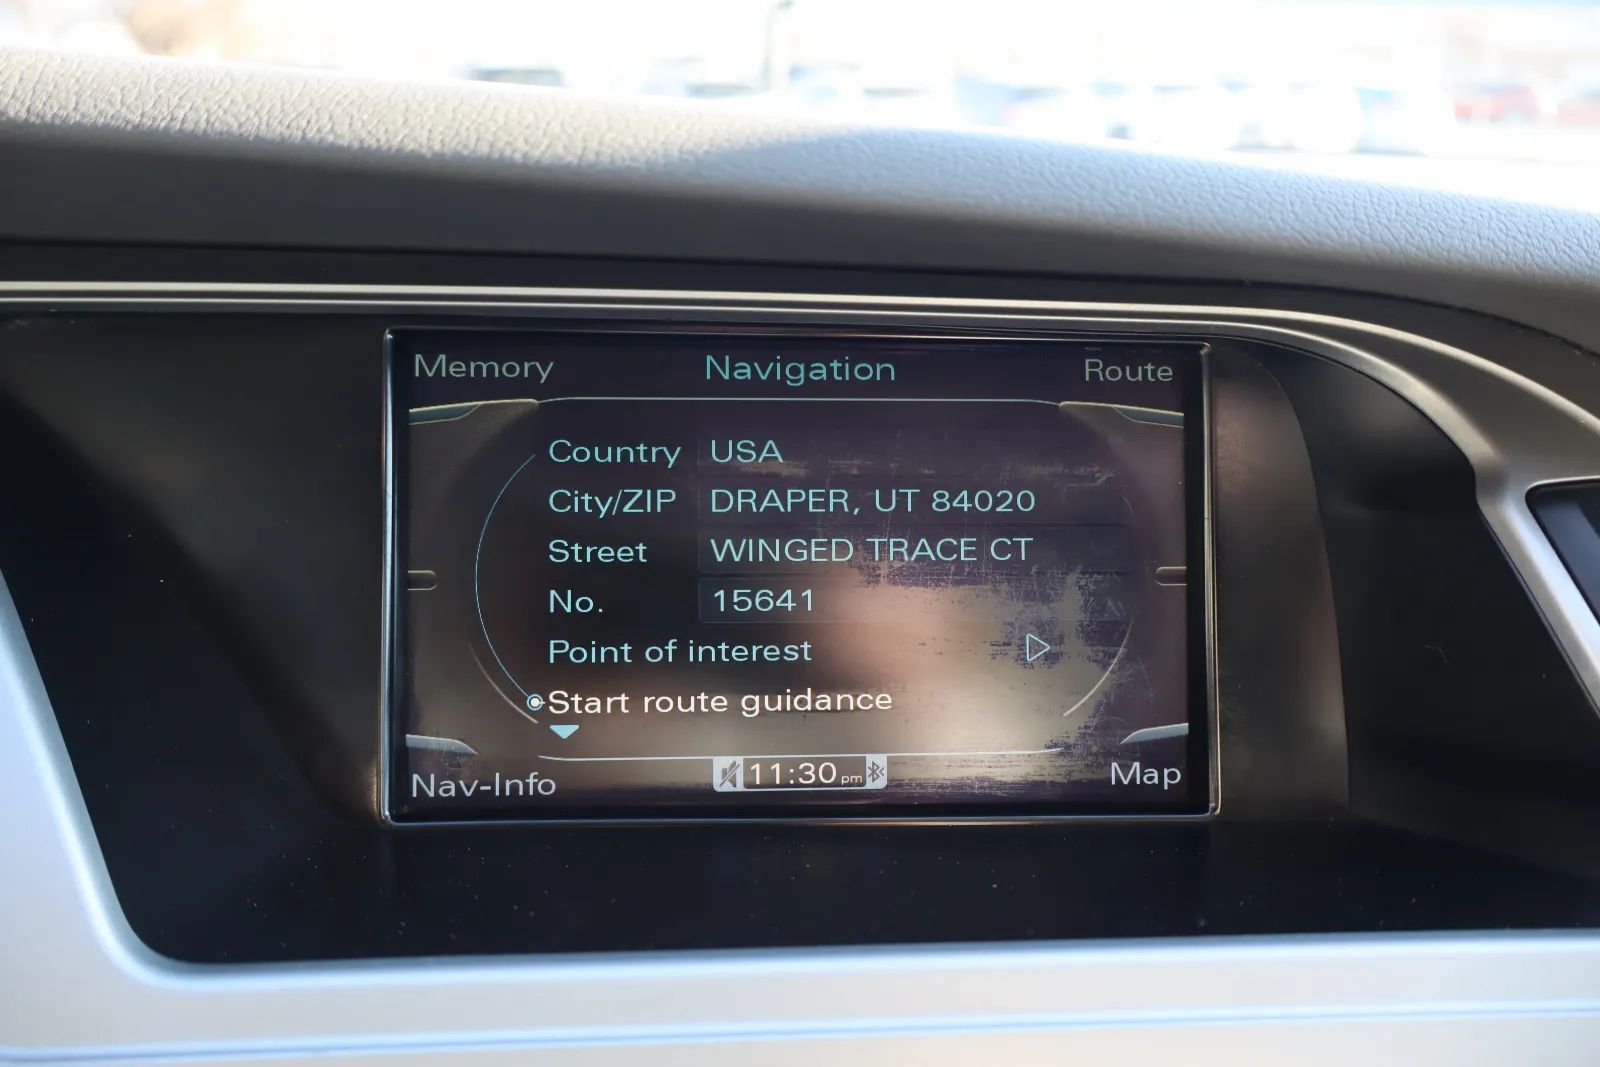 Memory Navigation Route
Country USA
City/ZIP DRAPER, UT 84020
Street WINGED TRACE CT
No. 15641
Point of interest
Start route guidance
Nav-Info 11:30 pm Map